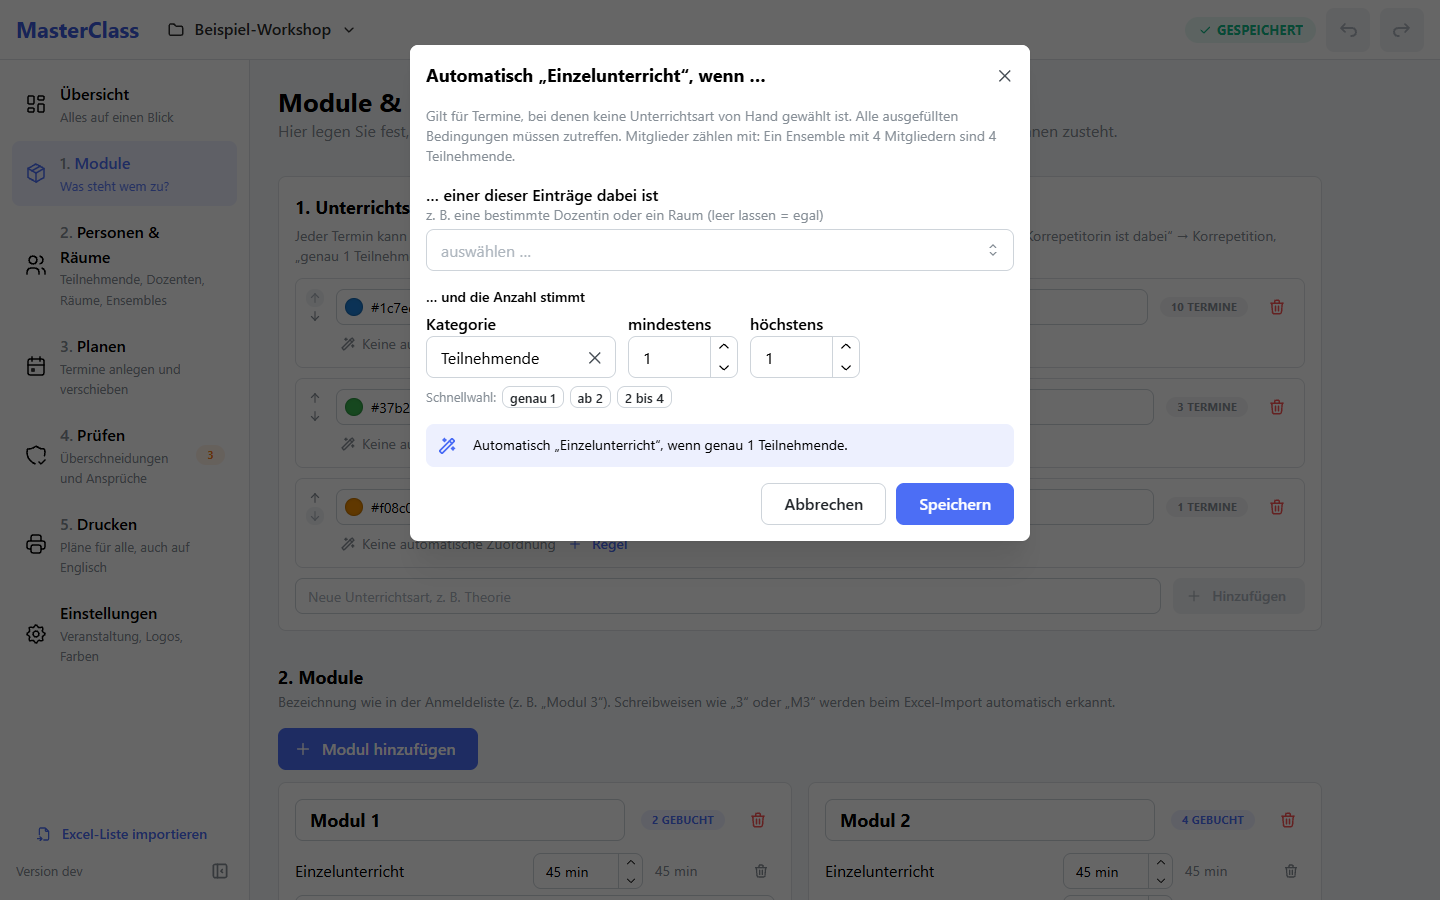 MasterClass
Beispiel-Workshop
GESPEICHERT
Übersicht
Alles auf einen Blick
1. Module
Was steht wem zu?
2. Personen &
Räume
Teilnehmende, Dozenten,
Räume, Ensembles
3. Planen
Termine anlegen und
verschieben
4. Prüfen
Überschneidungen
und Ansprüche
3
5. Drucken
Pläne für alle, auch auf
Englisch
Einstellungen
Veranstaltung, Logos,
Farben
Excel-Liste importieren
Version dev
Module &
Hier legen Sie fest,
nen zusteht.
1. Unterrichts
Jeder Termin kann
Korrepetitorin ist dabei“ → Korrepetition,
„genau 1 Teilnehm
#1c7e
10 TERMINE
Keine au
#37b2
3 TERMINE
Keine au
#f08c0
1 TERMINE
Keine automatische Zuordnung
+ Regel
Neue Unterrichtsart, z. B. Theorie
+ Hinzufügen
Automatisch „Einzelunterricht“, wenn …
Gilt für Termine, bei denen keine Unterrichtsart von Hand gewählt ist. Alle ausgefüllten
Bedingungen müssen zutreffen. Mitglieder zählen mit: Ein Ensemble mit 4 Mitgliedern sind 4
Teilnehmende.
… einer dieser Einträge dabei ist
z. B. eine bestimmte Dozentin oder ein Raum (leer lassen = egal)
auswählen …
… und die Anzahl stimmt
Kategorie mindestens höchstens
Teilnehmende 1 1
Schnellwahl: genau 1 ab 2 2 bis 4
Automatisch „Einzelunterricht“, wenn genau 1 Teilnehmende.
Abbrechen Speichern
2. Module
Bezeichnung wie in der Anmeldeliste (z. B. „Modul 3“). Schreibweisen wie „3“ oder „M3“ werden beim Excel-Import automatisch erkannt.
+ Modul hinzufügen
Modul 1
2 GEBUCHT
Einzelunterricht 45 min 45 min
Modul 2
4 GEBUCHT
Einzelunterricht 45 min 45 min